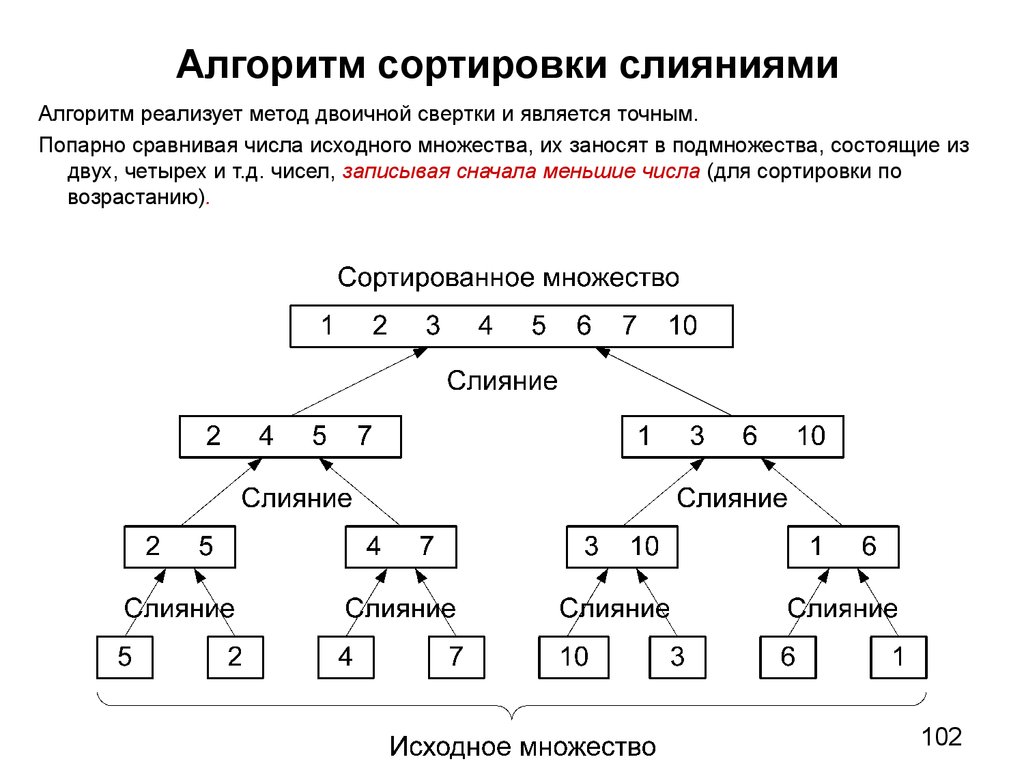 Алгоритм сортировки слияниями
Алгоритм реализует метод двоичной свертки и является точным.
Попарно сравнивая числа исходного множества, их заносят в подмножества, состоящие из
двух, четырех и т.д. чисел, записывая сначала меньшие числа (для сортировки по
возрастанию).
Сортированное множество
1 2 3 4 5 6 7 10
Слияние
2 4 5 7 1 3 6 10
Слияние Слияние
2 5 4 7 3 10 1 6
Слияние Слияние Слияние Слияние
5 2 4 7 10 3 6 1
Исходное множество
102